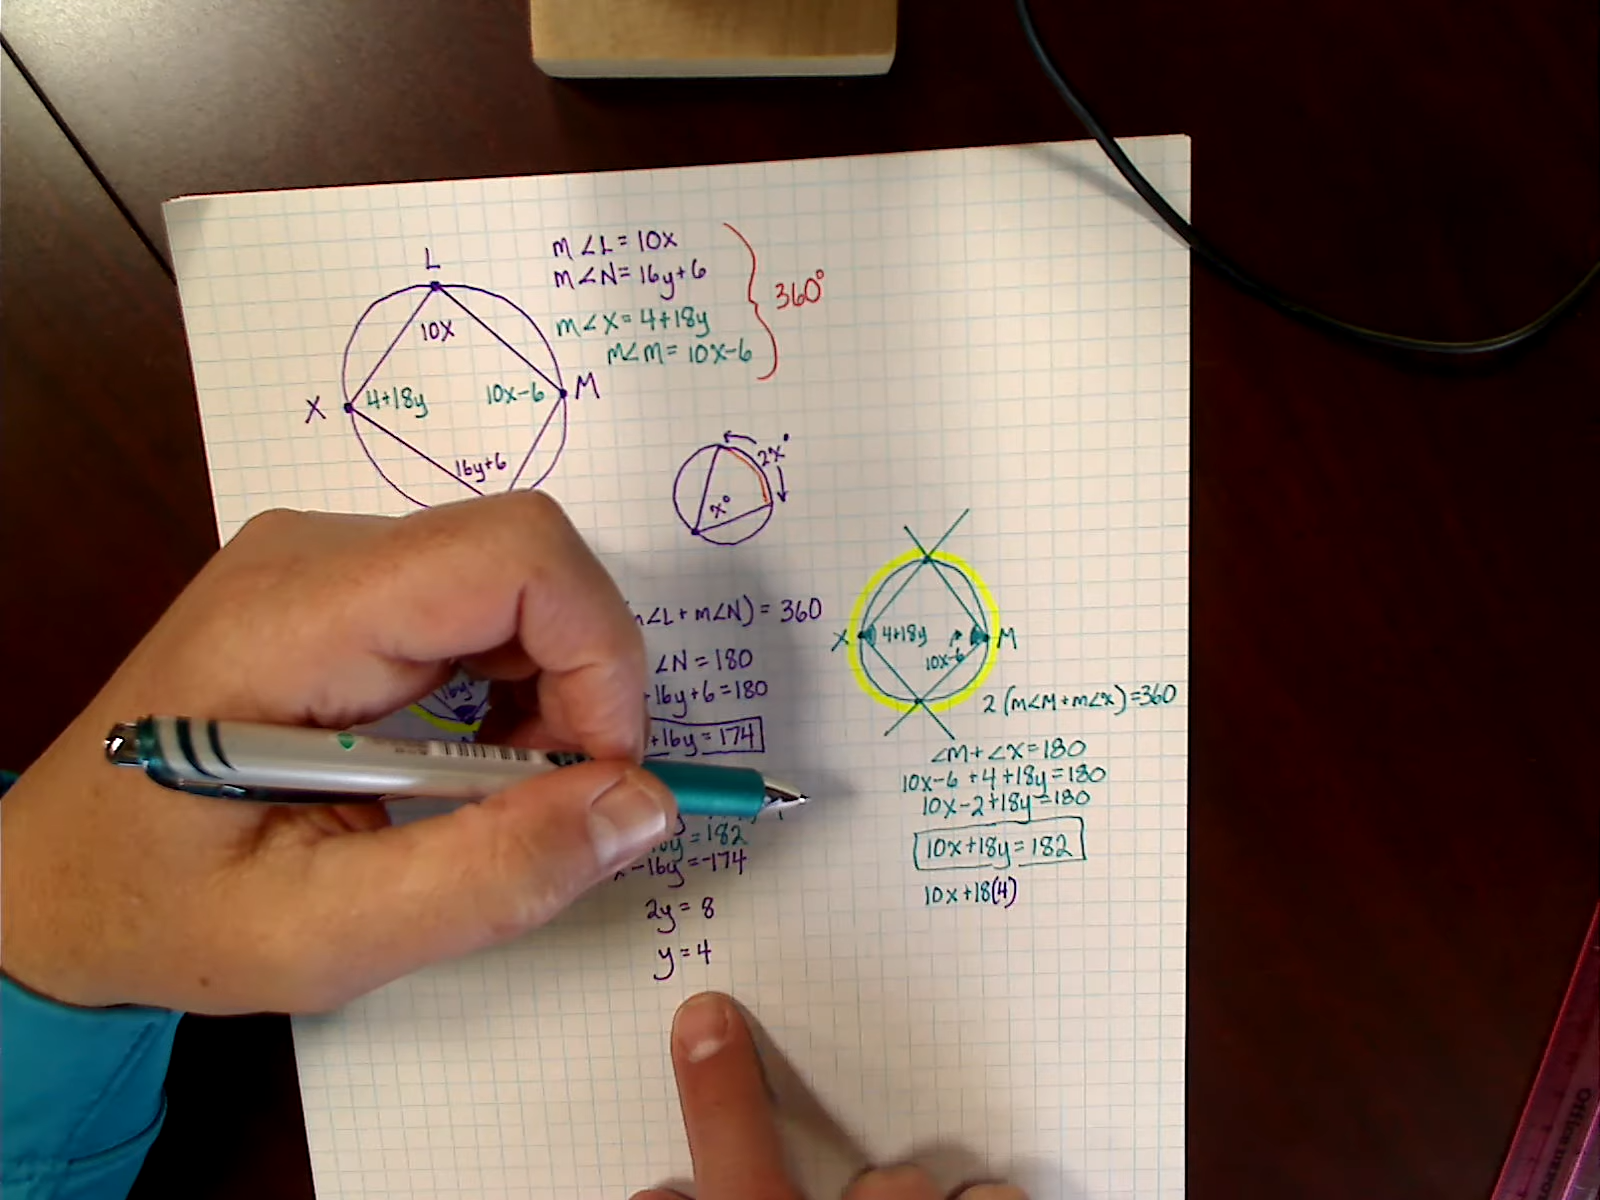 L
m∠L = 10x
m∠N = 16y+6
m∠X = 4+18y
m∠M = 10x-6
360°
10x
X
4+18y
10x-6
M
16y+6
2x°
x°
m∠L + m∠N) = 360
∠N = 180
+16y+6=180
+16y = 174
16y
= 182
-16y = -174
2y = 8
y = 4
X
4+18y
10x-6
M
2 (m∠M + m∠x) = 360
∠M + ∠X = 180
10x-6 +4 +18y = 180
10x-2+18y = 180
10x+18y = 182
10x+18(4)